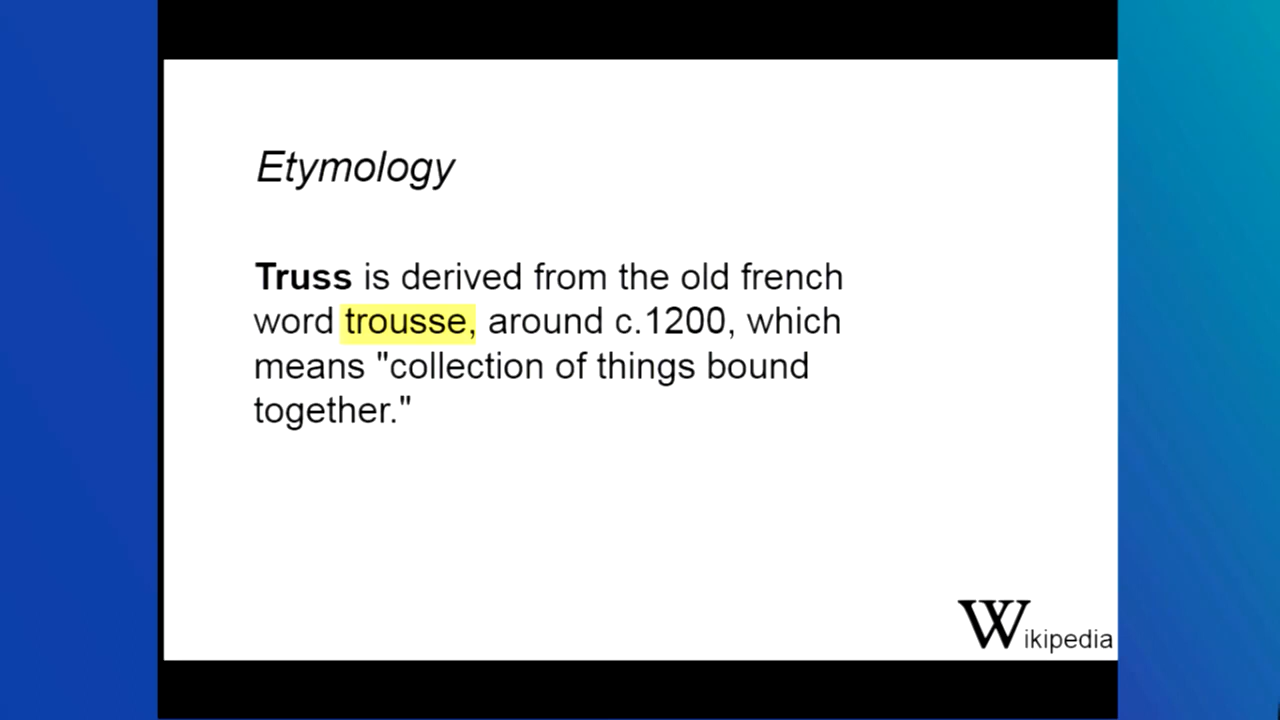 Etymology
Truss is derived from the old french
word trousse, around c.1200, which
means "collection of things bound
together."
Wikipedia